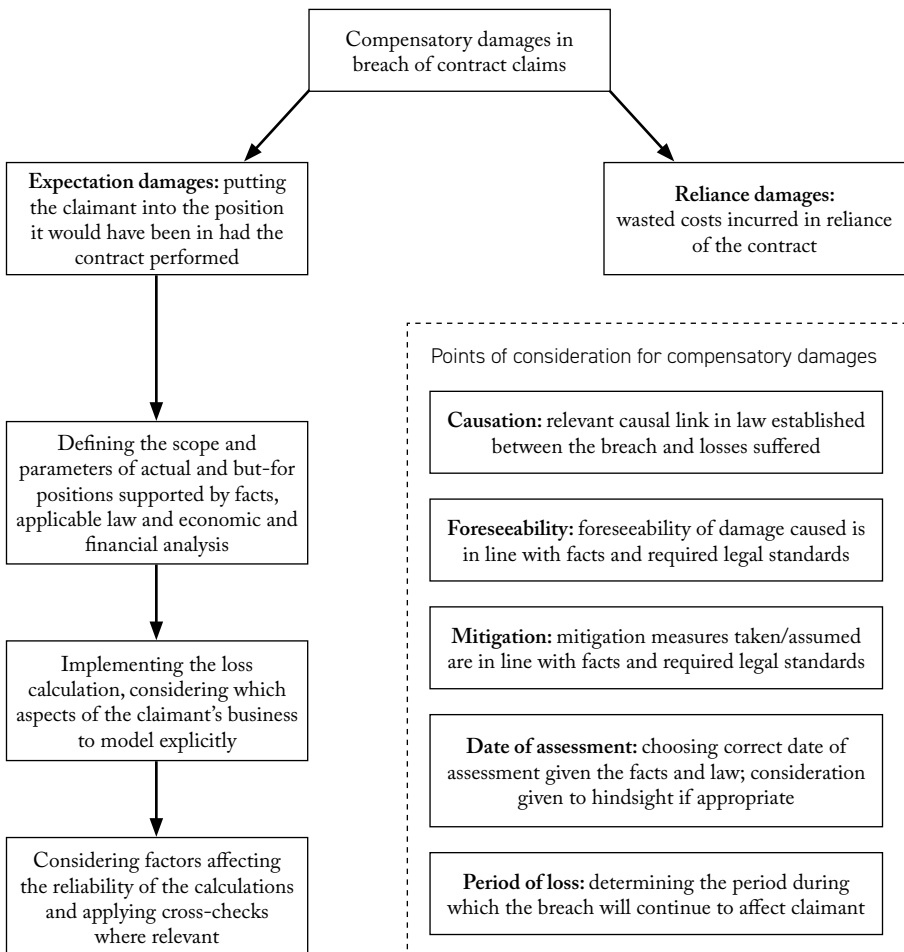 Compensatory damages in
breach of contract claims
Expectation damages: putting
the claimant into the position
it would have been in had the
contract performed
Reliance damages:
wasted costs incurred in reliance
of the contract
Defining the scope and
parameters of actual and but-for
positions supported by facts,
applicable law and economic and
financial analysis
Implementing the loss
calculation, considering which
aspects of the claimant’s business
to model explicitly
Considering factors affecting
the reliability of the calculations
and applying cross-checks
where relevant
Points of consideration for compensatory damages
Causation: relevant causal link in law established
between the breach and losses suffered
Foreseeability: foreseeability of damage caused is
in line with facts and required legal standards
Mitigation: mitigation measures taken/assumed
are in line with facts and required legal standards
Date of assessment: choosing correct date of
assessment given the facts and law; consideration
given to hindsight if appropriate
Period of loss: determining the period during
which the breach will continue to affect claimant